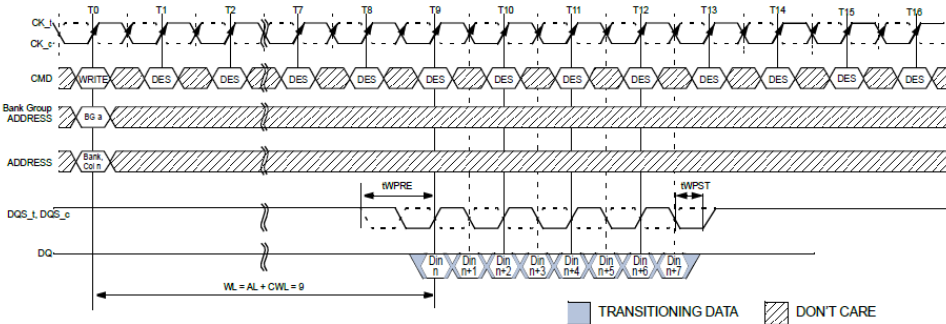 T0 T1 T2 T7 T8 T9 T10 T11 T12 T13 T14 T15 T16
CK_t
CK_c
CMD WRITE DES DES DES DES DES DES DES DES DES DES DES DES
Bank Group
ADDRESS
BG a
ADDRESS
Bank,
Col n
tWPRE tWPST
DQS_t, DQS_c
DQ
Din Din Din Din Din Din Din Din
n n+1 n+2 n+3 n+4 n+5 n+6 n+7
WL = AL + CWL = 9
TRANSITIONING DATA DON'T CARE